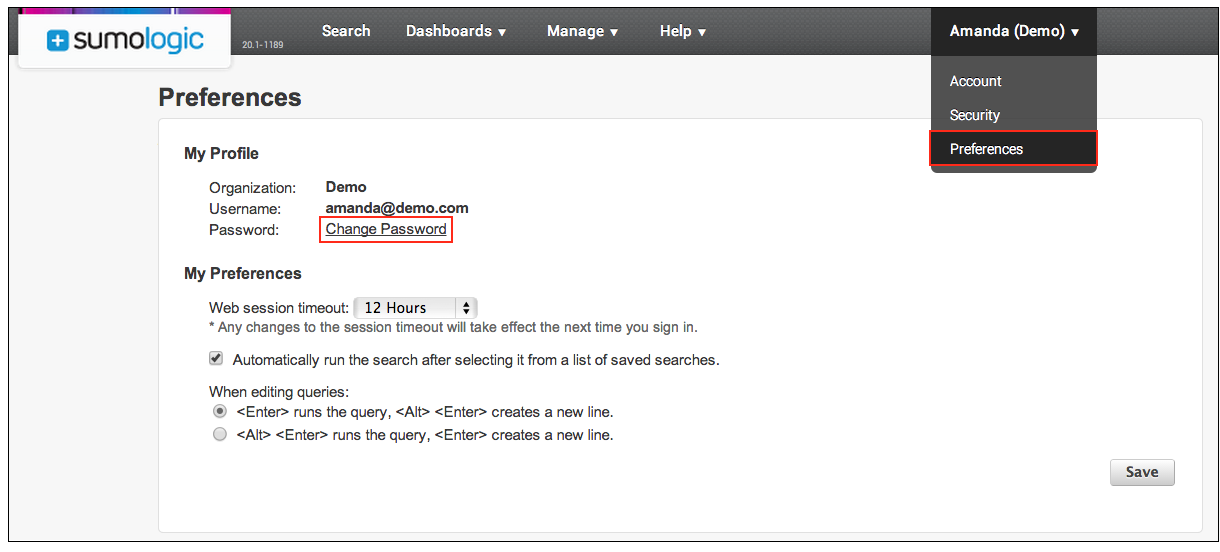 sumologic
20.1-1189
Search Dashboards ▼ Manage ▼ Help ▼ Amanda (Demo) ▼
Account
Security
Preferences
Preferences
My Profile
Organization: Demo
Username: amanda@demo.com
Password: Change Password
My Preferences
Web session timeout: 12 Hours
* Any changes to the session timeout will take effect the next time you sign in.
Automatically run the search after selecting it from a list of saved searches.
When editing queries:
<Enter> runs the query, <Alt> <Enter> creates a new line.
<Alt> <Enter> runs the query, <Enter> creates a new line.
Save